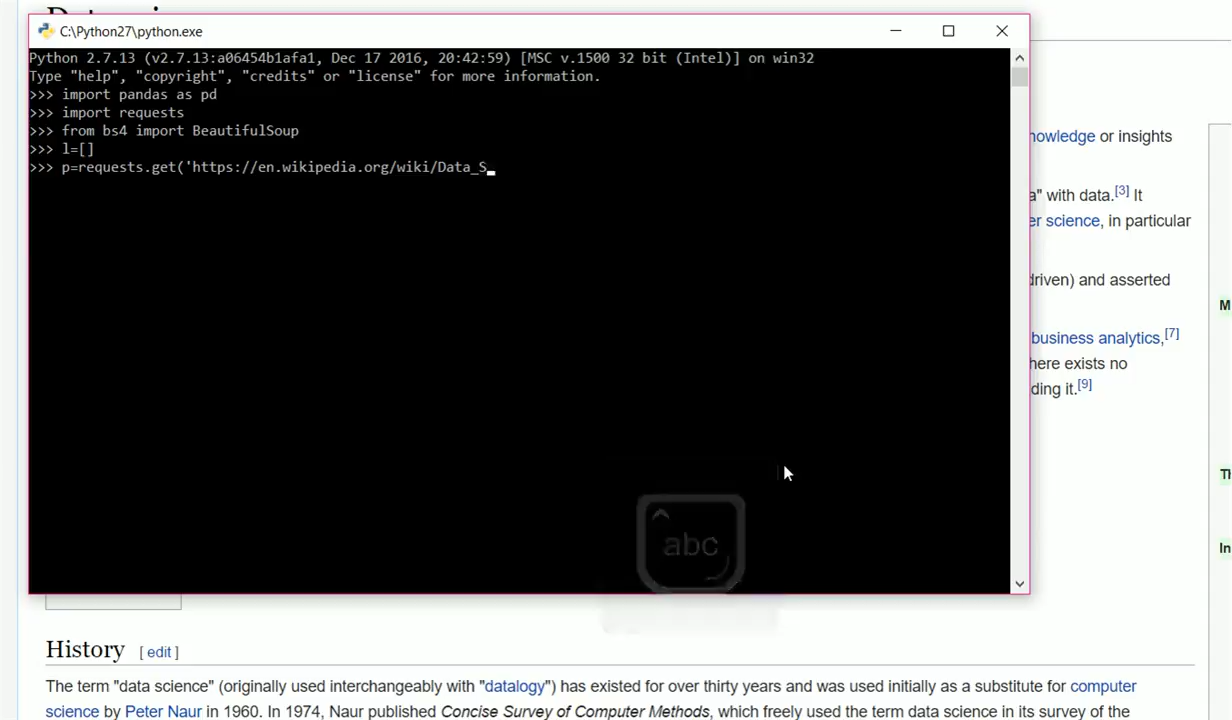 C:\Python27\python.exe
Python 2.7.13 (v2.7.13:a06454b1afa1, Dec 17 2016, 20:42:59) [MSC v.1500 32 bit (Intel)] on win32
Type "help", "copyright", "credits" or "license" for more information.
>>> import pandas as pd
>>> import requests
>>> from bs4 import BeautifulSoup
>>> l=[]
>>> p=requests.get('https://en.wikipedia.org/wiki/Data_S
nowledge or insights
a" with data.[3] It
er science, in particular
driven) and asserted
M
business analytics,[7]
here exists no
ding it.[9]
Th
abc
In
History [ edit ]
The term "data science" (originally used interchangeably with "datalogy") has existed for over thirty years and was used initially as a substitute for computer
science by Peter Naur in 1960. In 1974, Naur published Concise Survey of Computer Methods, which freely used the term data science in its survey of the